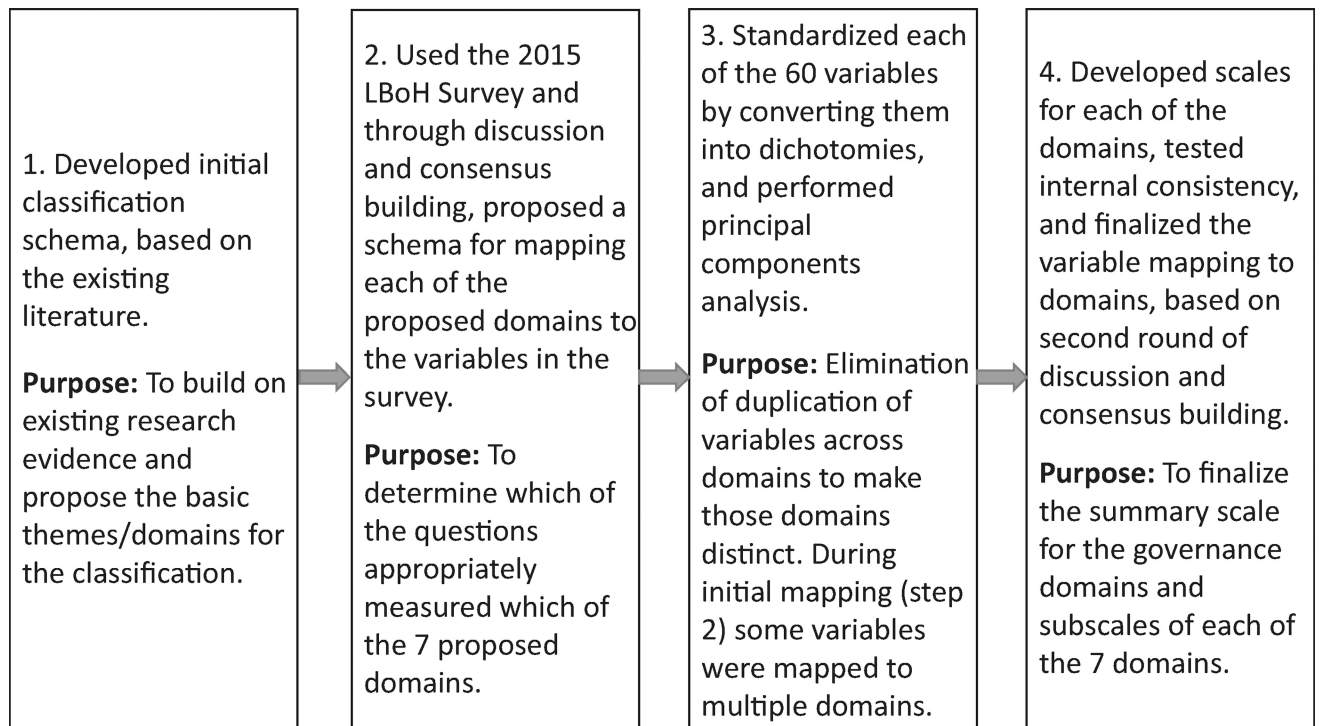 1. Developed initial
classification
schema, based on
the existing
literature.
Purpose: To build on
existing research
evidence and
propose the basic
themes/domains for
the classification.
2. Used the 2015
LBoH Survey and
through discussion
and consensus
building, proposed a
schema for mapping
each of the
proposed domains to
the variables in the
survey.
Purpose: To
determine which of
the questions
appropriately
measured which of
the 7 proposed
domains.
3. Standardized each
of the 60 variables
by converting them
into dichotomies,
and performed
principal
components
analysis.
Purpose: Elimination
of duplication of
variables across
domains to make
those domains
distinct. During
initial mapping (step
2) some variables
were mapped to
multiple domains.
4. Developed scales
for each of the
domains, tested
internal consistency,
and finalized the
variable mapping to
domains, based on
second round of
discussion and
consensus building.
Purpose: To finalize
the summary scale
for the governance
domains and
subscales of each of
the 7 domains.